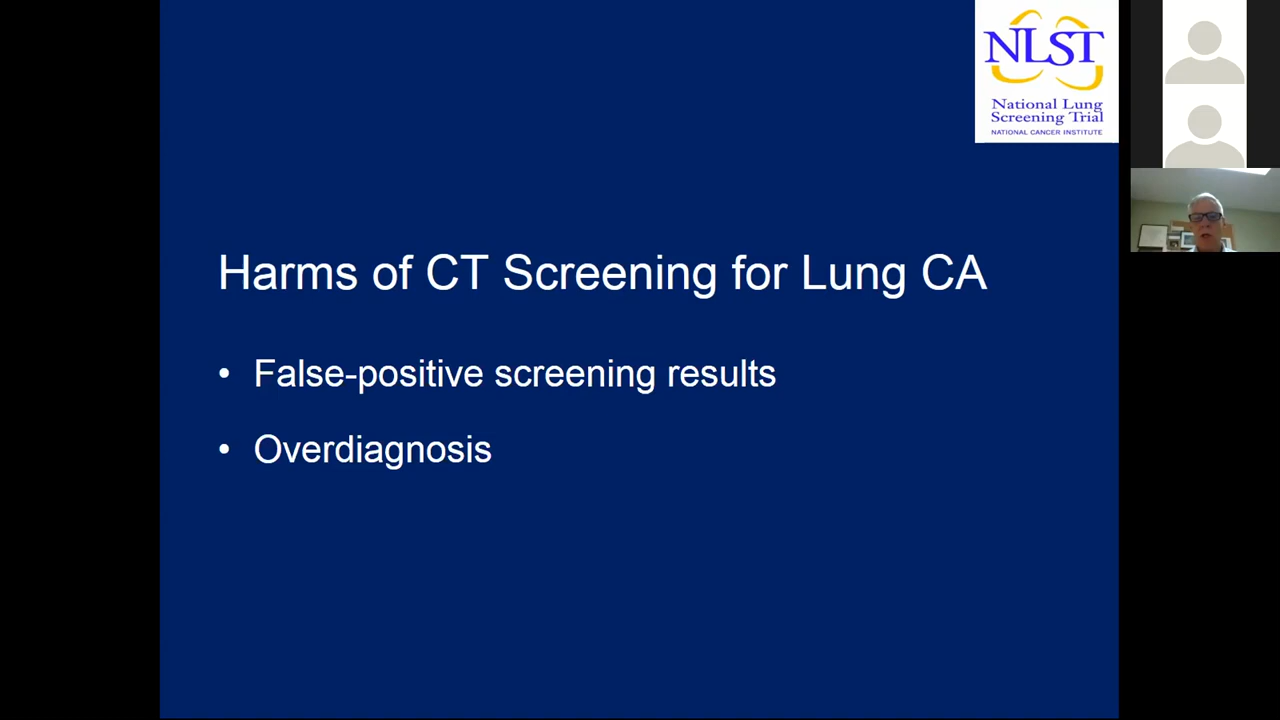 NLST
National Lung
Screening Trial
NATIONAL CANCER INSTITUTE
Harms of CT Screening for Lung CA
• False-positive screening results
• Overdiagnosis